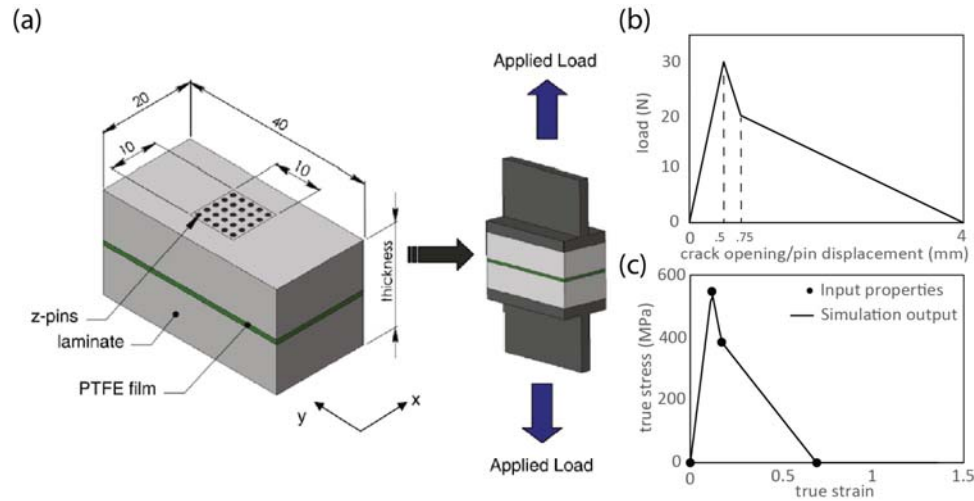 (a)
20
40
10
10
thickness
z-pins
laminate
PTFE film
y
x
Applied Load
Applied Load
(b)
load (N)
30
20
10
0
0
.5
.75
4
crack opening/pin displacement (mm)
(c)
true stress (MPa)
600
400
200
0
Input properties
Simulation output
0
0.5
1
1.5
true strain